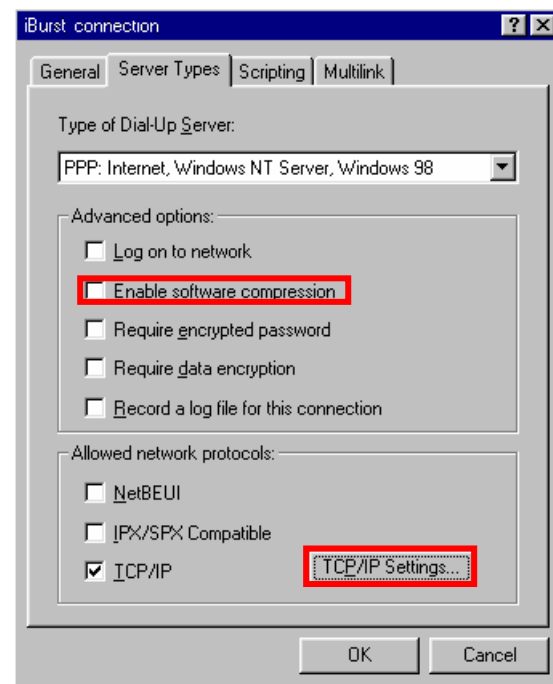 iBurst connection
General Server Types Scripting Multilink
Type of Dial-Up Server:
PPP: Internet, Windows NT Server, Windows 98
Advanced options:
Log on to network
Enable software compression
Require encrypted password
Require data encryption
Record a log file for this connection
Allowed network protocols:
NetBEUI
IPX/SPX Compatible
TCP/IP TCP/IP Settings...
OK Cancel